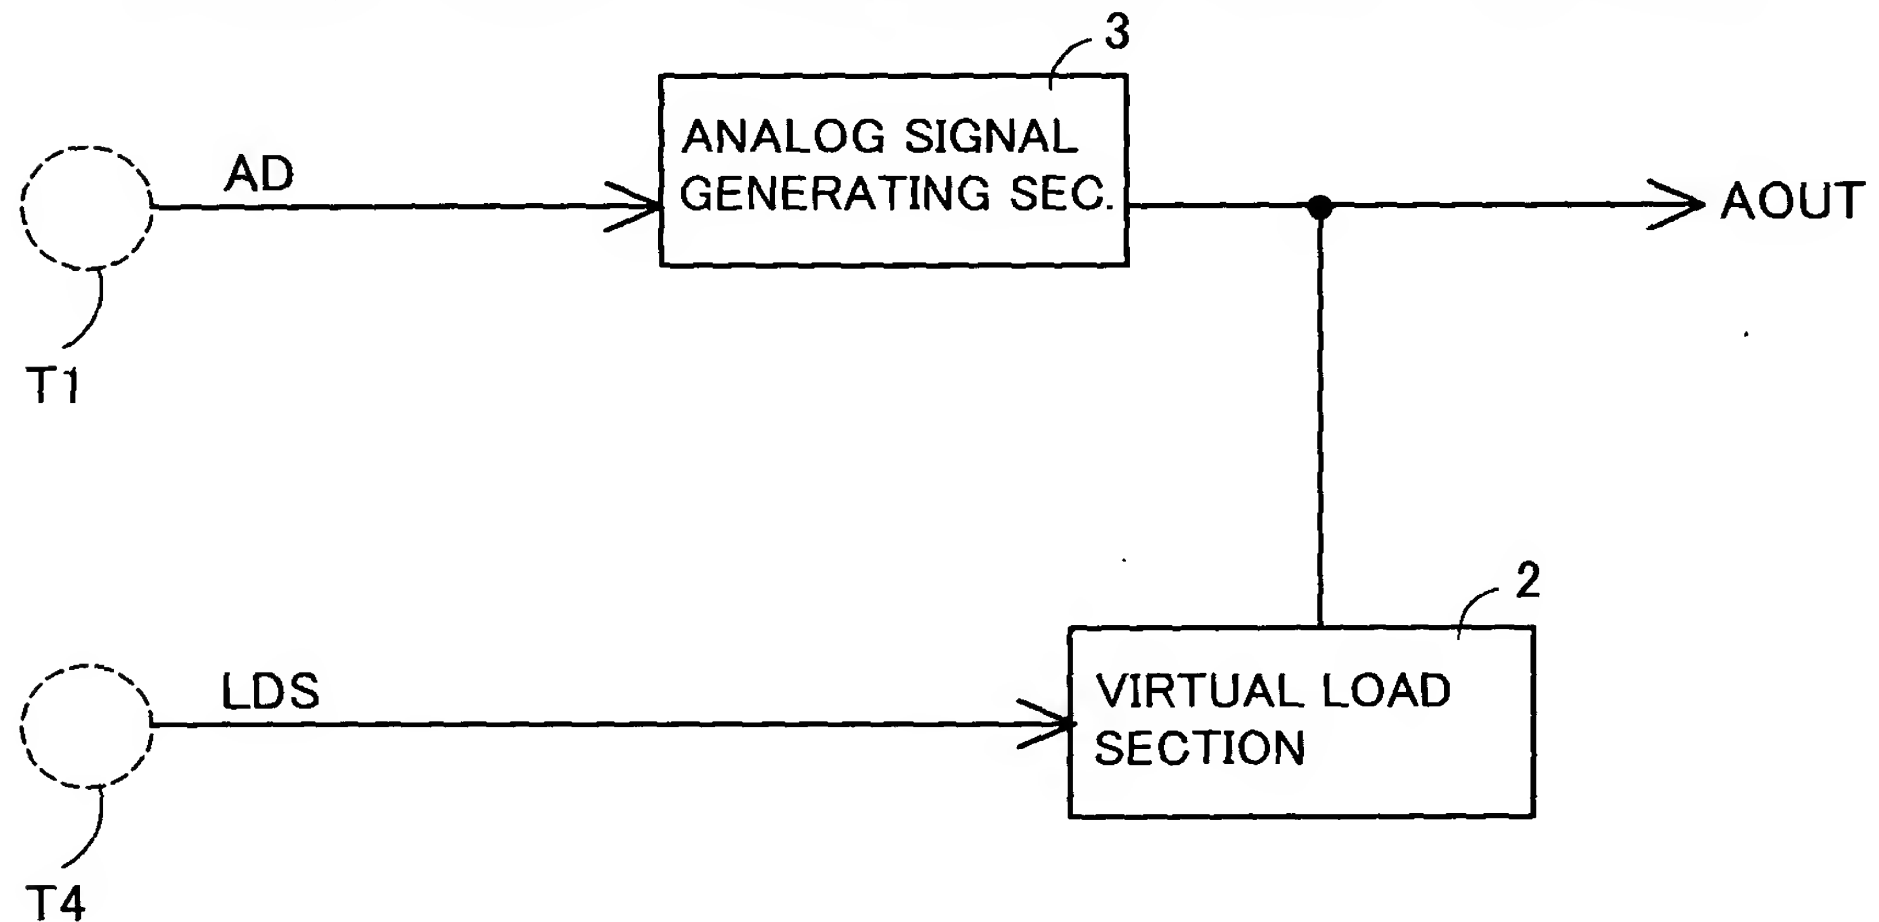 3
ANALOG SIGNAL
GENERATING SEC.
AD
AOUT
T1
2
LDS
VIRTUAL LOAD
SECTION
T4